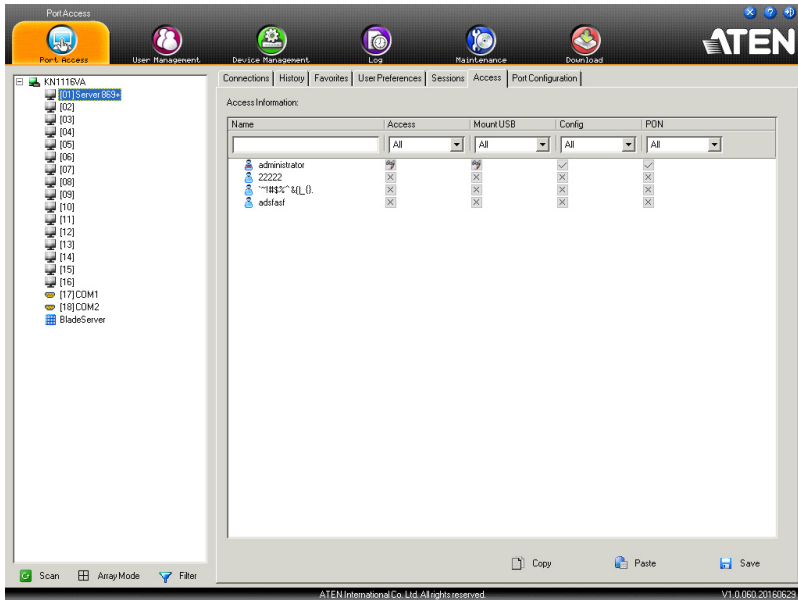 PortAccess
ATEN
Port Access User Management Device Management Log Maintenance Download
KN1116VA
[01]Server 869+
[02]
[03]
[04]
[05]
[06]
[07]
[08]
[09]
[10]
[11]
[12]
[13]
[14]
[15]
[16]
[17]COM1
[18]COM2
BladeServer
Connections History Favorites User Preferences Sessions Access Port Configuration
Access Information:
Name Access Mount USB Config PON
All All All All
administrator
22222
`~!#$%^&()_{}.
adsfasf
Copy Paste Save
Scan Array Mode Filter
ATEN International Co. Ltd. All rights reserved.
V1.0.060.20160629